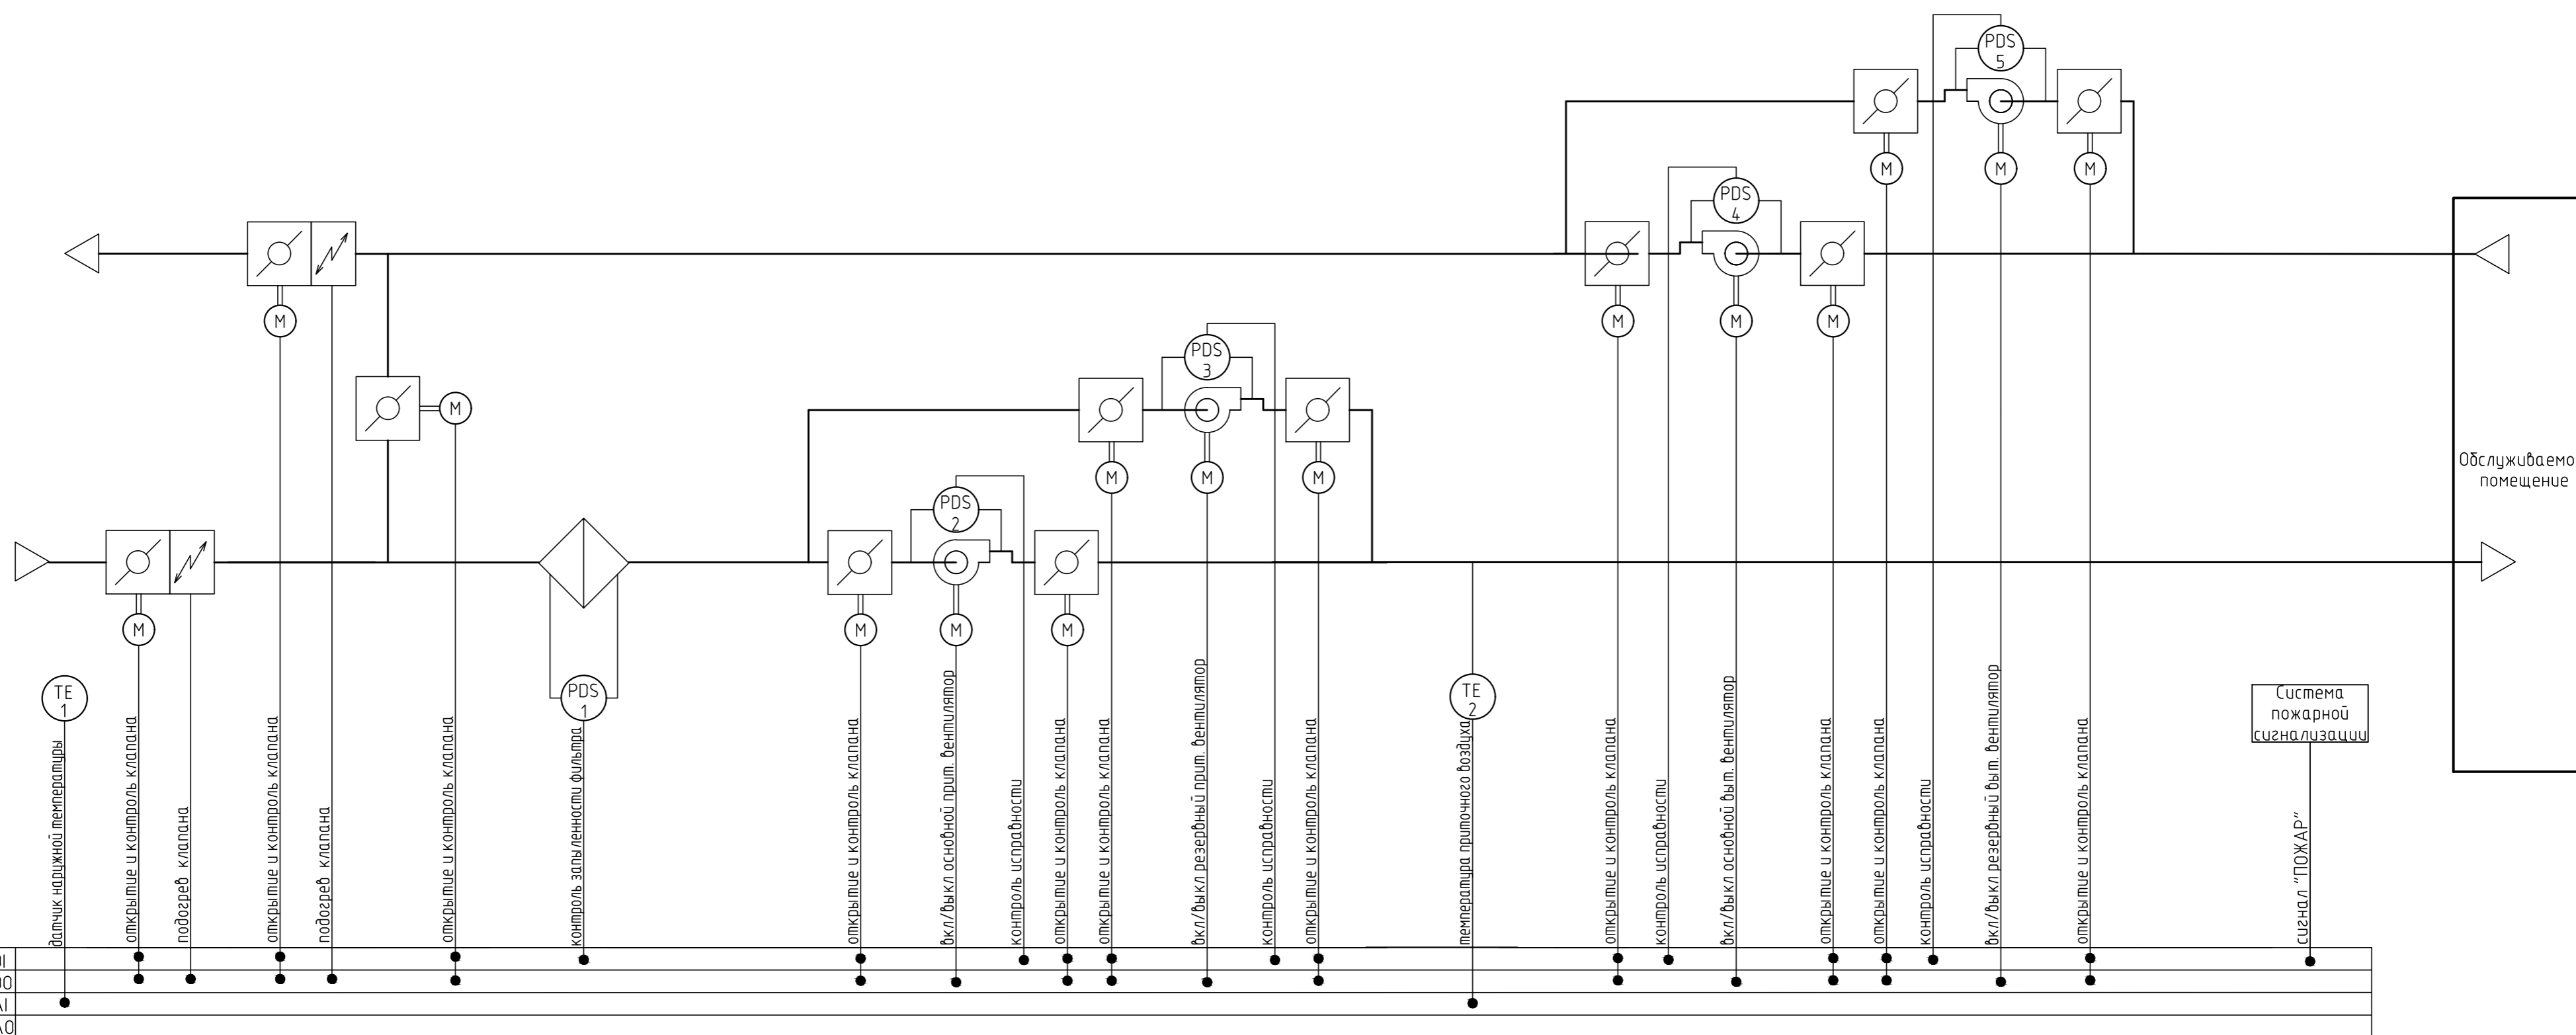 PDS
5
M
M
M
PDS
4
M
M
M
M
PDS
3
M
M
M
M
Обслуживаемо
помещение
PDS
2
M
M
M
M
TE
1
PDS
1
TE
2
Система
пожарной
сигнализации
датчик наружной температуры
открытие и контроль клапана
подогрев клапана
открытие и контроль клапана
подогрев клапана
открытие и контроль клапана
контроль запыленности фильтра
открытие и контроль клапана
вкл/выкл основной прит. вентилятор
контроль исправности
открытие и контроль клапана
открытие и контроль клапана
вкл/выкл резервный прит. вентилятор
контроль исправности
открытие и контроль клапана
температура приточного воздуха
открытие и контроль клапана
контроль исправности
вкл/выкл основной выт. вентилятор
открытие и контроль клапана
открытие и контроль клапана
контроль исправности
вкл/выкл резервный выт. вентилятор
открытие и контроль клапана
сигнал "ПОЖАР"